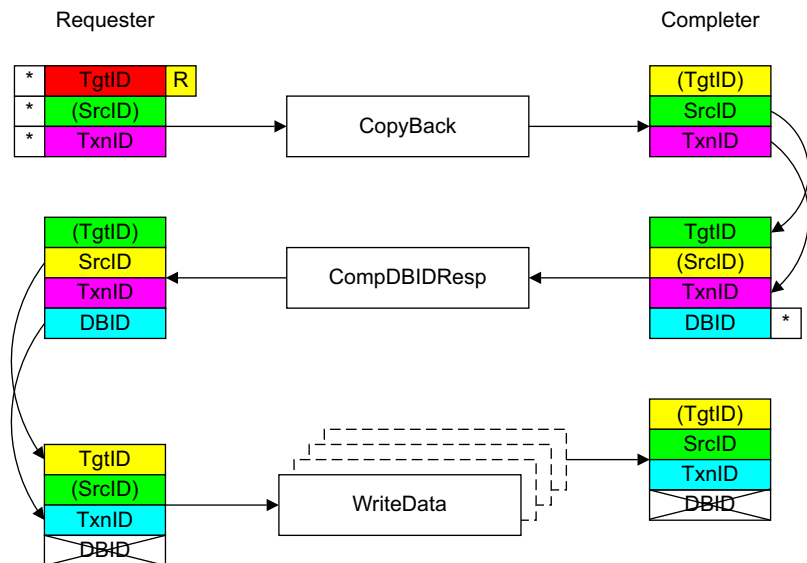 Requester
Completer
* TgtID R
* (SrcID)
* TxnID
CopyBack
(TgtID)
SrcID
TxnID
(TgtID)
SrcID
TxnID
DBID
CompDBIDResp
TgtID
(SrcID)
TxnID
DBID *
TgtID
(SrcID)
TxnID
DBID
WriteData
(TgtID)
SrcID
TxnID
DBID